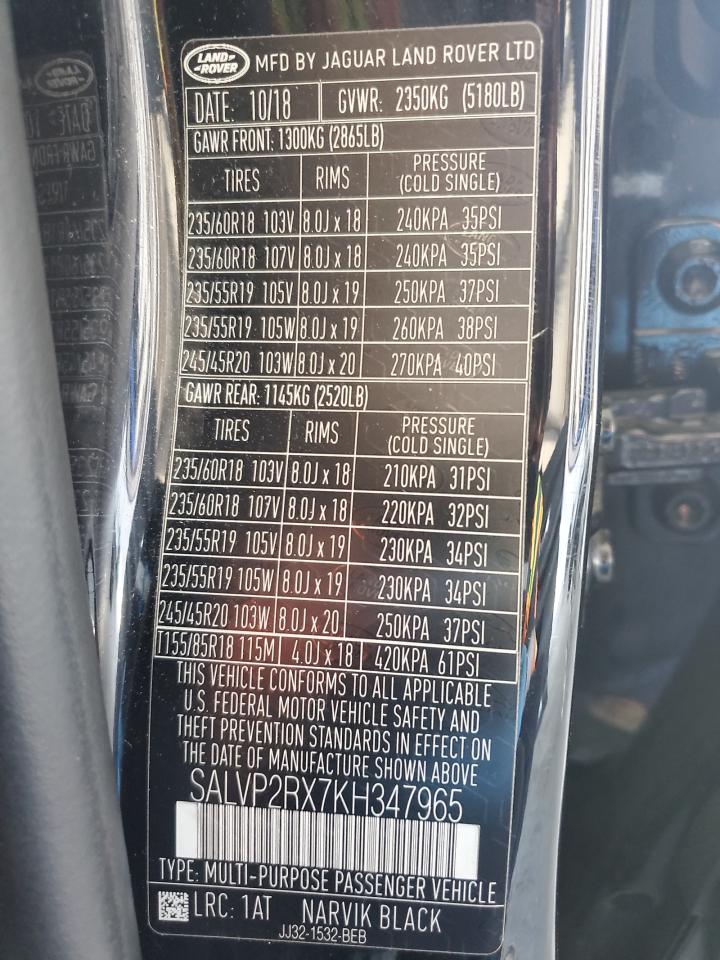 LAND ROVER MFD BY JAGUAR LAND ROVER LTD
DATE: 10/18 GVWR: 2350KG (5180LB)
GAWR FRONT: 1300KG (2865LB)
TIRES RIMS PRESSURE (COLD SINGLE)
235/60R18 103V 8.0J x 18 240KPA 35PSI
235/60R18 107V 8.0J x 18 240KPA 35PSI
235/55R19 105V 8.0J x 19 250KPA 37PSI
235/55R19 105W 8.0J x 19 260KPA 38PSI
245/45R20 103W 8.0J x 20 270KPA 40PSI
GAWR REAR: 1145KG (2520LB)
TIRES RIMS PRESSURE (COLD SINGLE)
235/60R18 103V 8.0J x 18 210KPA 31PSI
235/60R18 107V 8.0J x 18 220KPA 32PSI
235/55R19 105V 8.0J x 19 230KPA 34PSI
235/55R19 105W 8.0J x 19 230KPA 34PSI
245/45R20 103W 8.0J x 20 250KPA 37PSI
T155/85R18 115M 4.0J x 18 420KPA 61PSI
THIS VEHICLE CONFORMS TO ALL APPLICABLE
U.S. FEDERAL MOTOR VEHICLE SAFETY AND
THEFT PREVENTION STANDARDS IN EFFECT ON
THE DATE OF MANUFACTURE SHOWN ABOVE
SALVP2RX7KH347965
TYPE: MULTI-PURPOSE PASSENGER VEHICLE
LRC: 1AT NARVIK BLACK
JJ32-1532-BEB